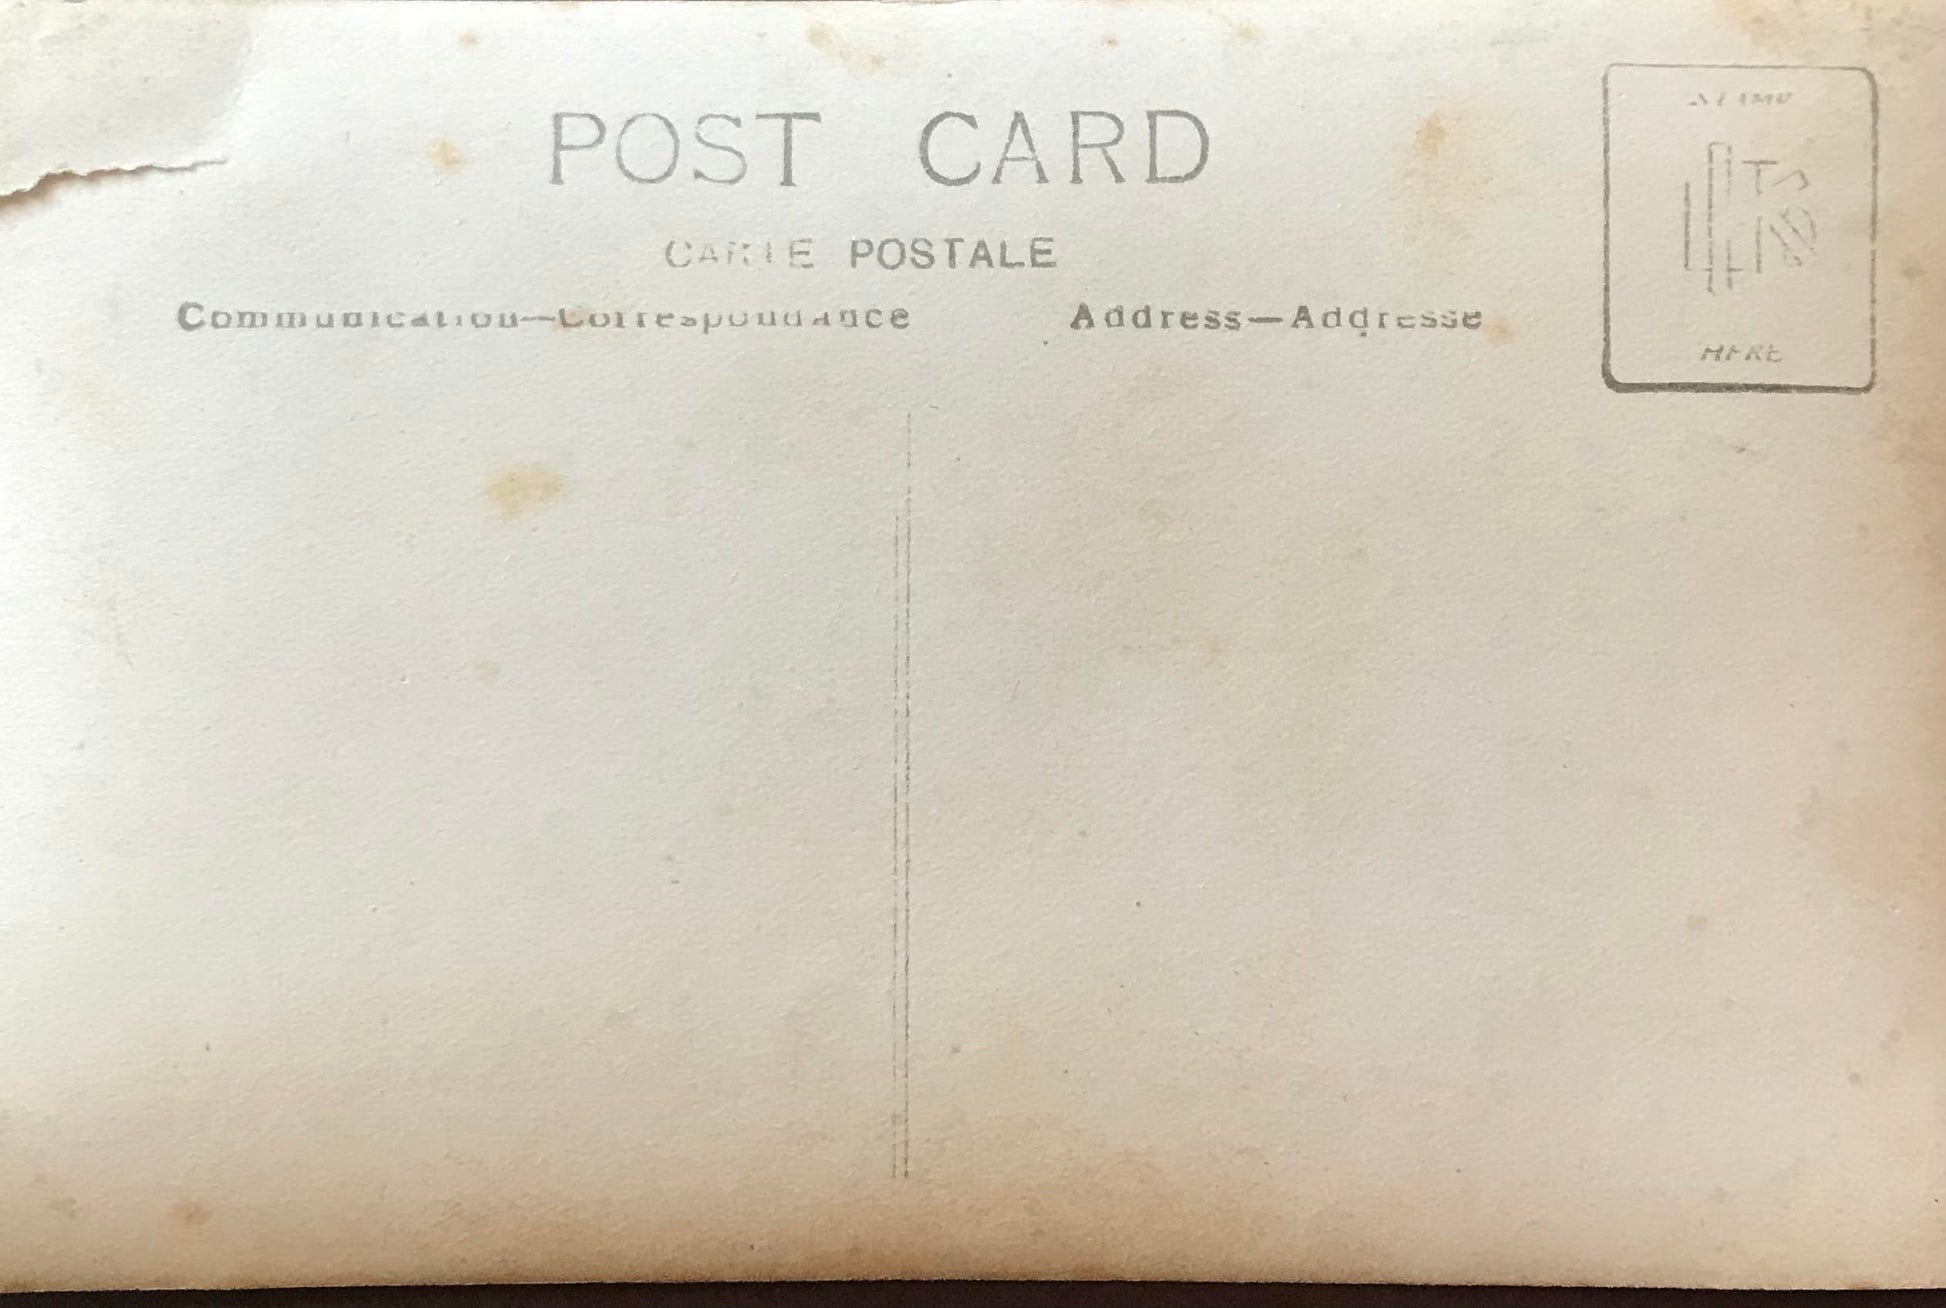 POST CARD
CARTE POSTALE
Communication—Correspondance
Address—Addresse
STAMP
HERE